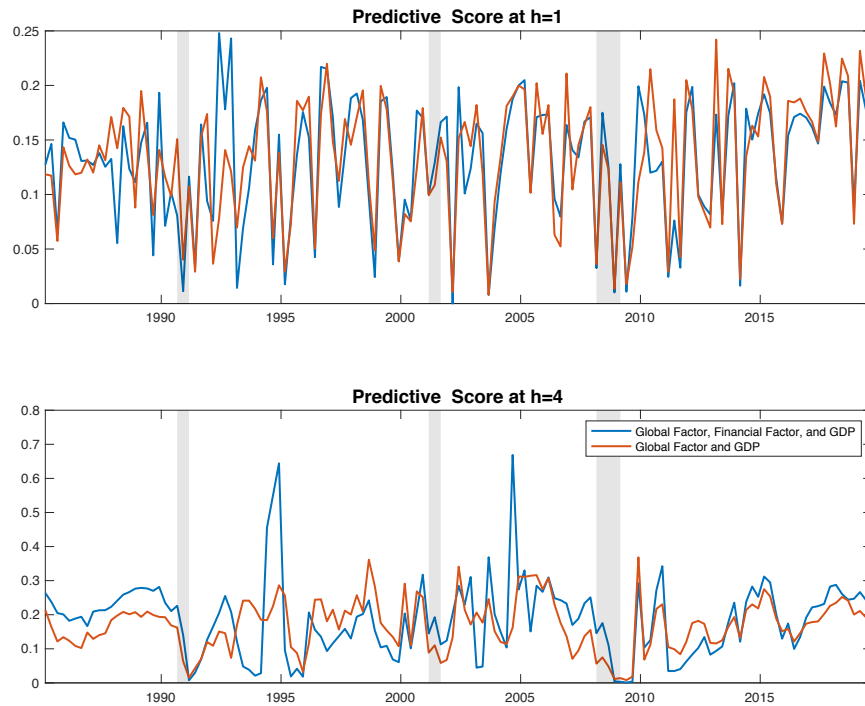 Predictive Score at h=1
0.25
0.2
0.15
0.1
0.05
0
1990 1995 2000 2005 2010 2015
Predictive Score at h=4
0.8
0.7
0.6
0.5
0.4
0.3
0.2
0.1
0
Global Factor, Financial Factor, and GDP
Global Factor and GDP
1990 1995 2000 2005 2010 2015